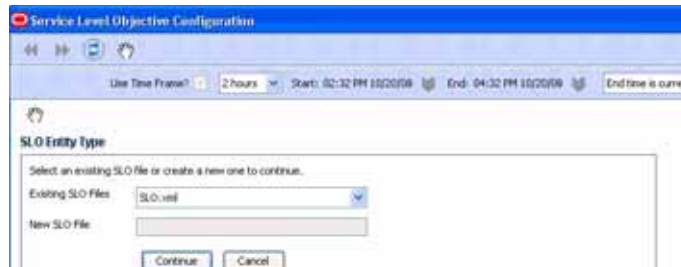 Service Level Objective Configuration
Use Time Frame? 2 hours Start: 02:32 PM 10/20/09 End: 04:32 PM 10/20/09 End time is curre
SLO Entity Type
Select an existing SLO file or create a new one to continue.
Existing SLO Files SLO.xml
New SLO File
Continue Cancel